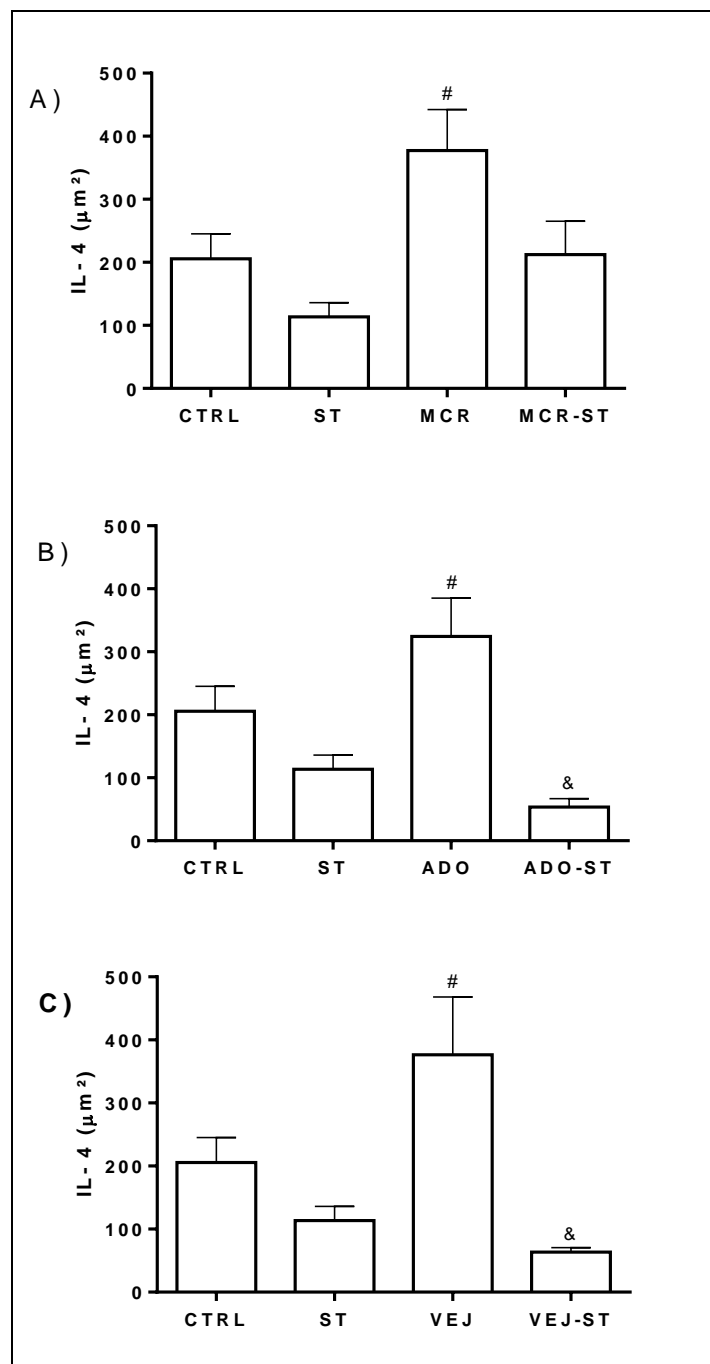 A)
IL-4 (µm²)
500
400
300
200
100
0
#
CTRL ST MCR MCR-ST
B)
IL-4 (µm²)
500
400
300
200
100
0
#
&
CTRL ST ADO ADO-ST
C)
IL-4 (µm²)
500
400
300
200
100
0
#
&
CTRL ST VEJ VEJ-ST